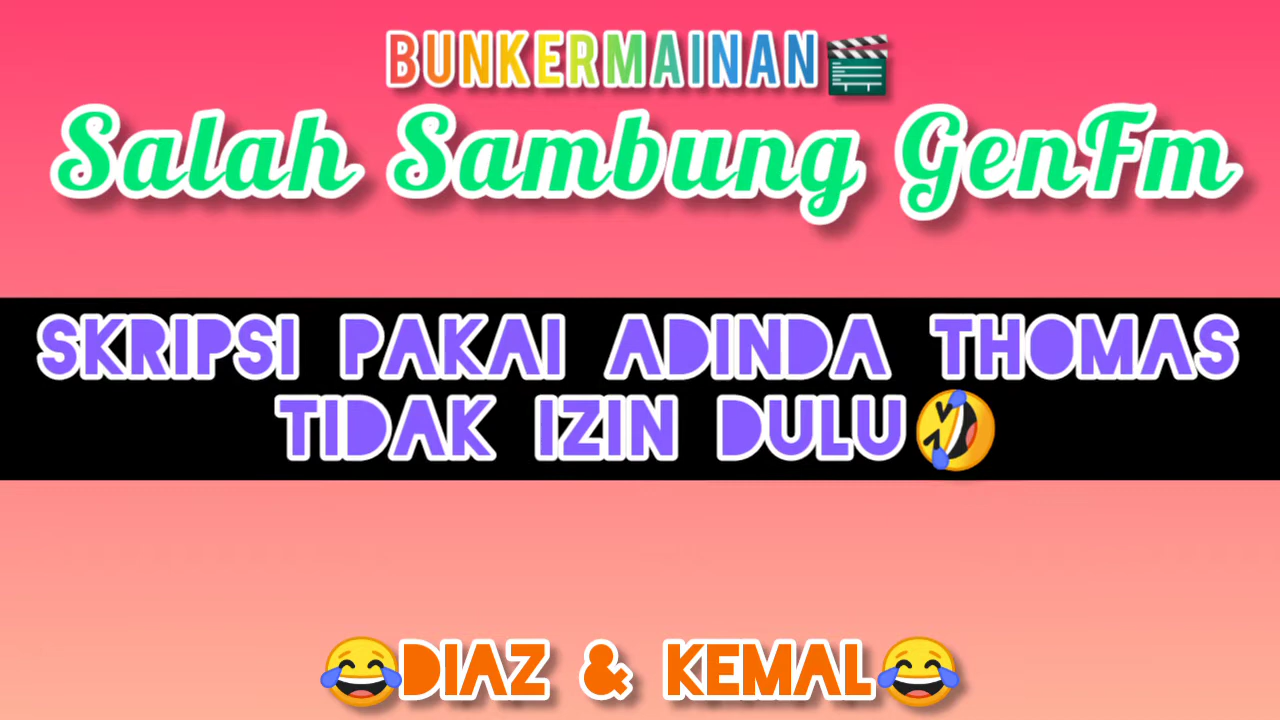 BUNKERMAINAN🎬
Salah Sambung GenFm
SKRIPSI PAKAI ADINDA THOMAS
TIDAK IZIN DULU🤣
😂DIAZ & KEMAL😂